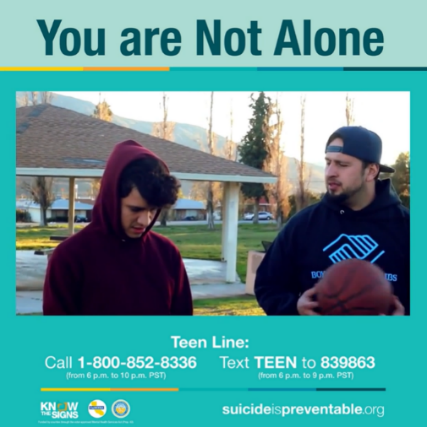 You are Not Alone
Teen Line:
Call 1-800-852-8336 Text TEEN to 839863
(from 6 p.m. to 10 p.m. PST) (from 6 p.m. to 9 p.m. PST)
KNOW
THE SIGNS
suicideispreventable.org